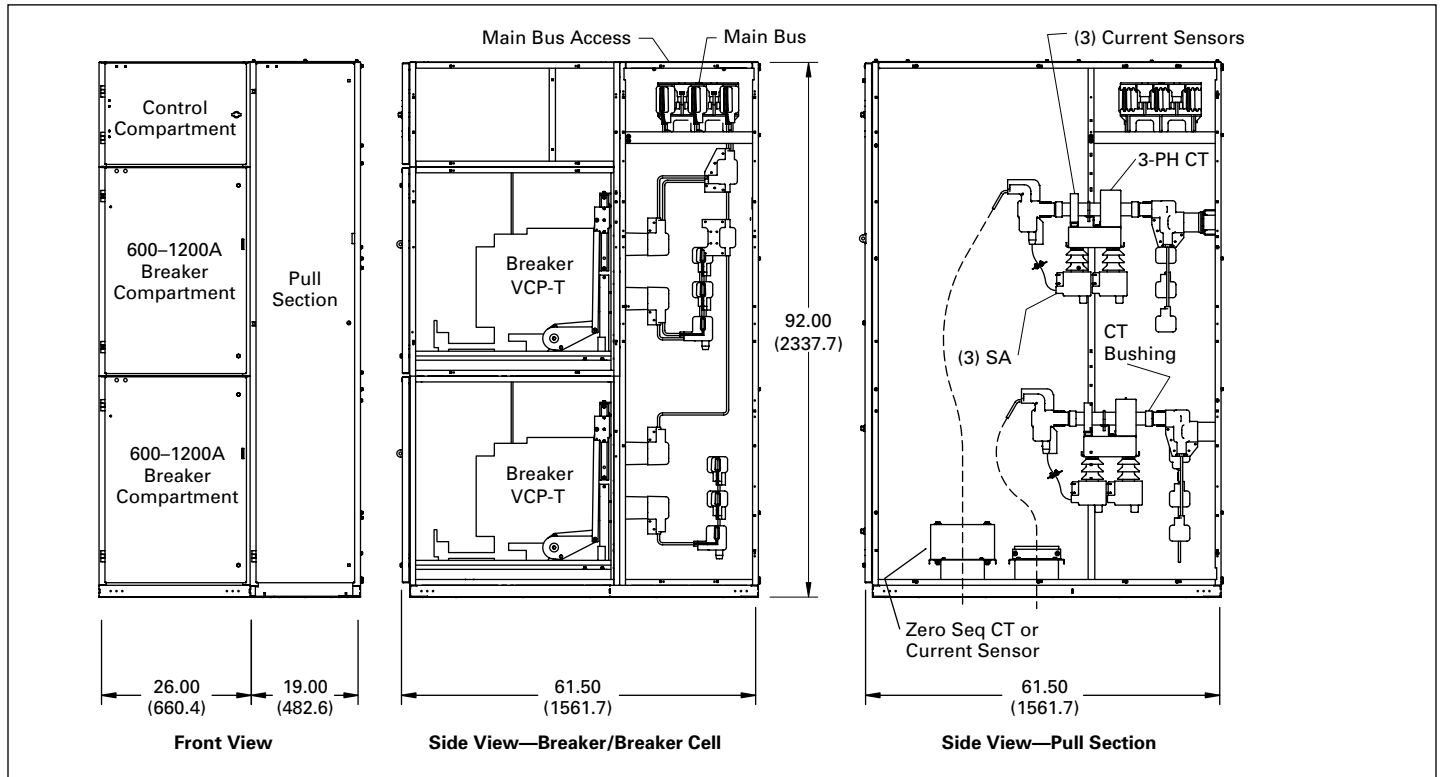 Control
Compartment
600–1200A
Breaker
Compartment
600–1200A
Breaker
Compartment
Pull
Section
26.00
(660.4)
19.00
(482.6)
Front View
Main Bus Access
Main Bus
Breaker
VCP-T
Breaker
VCP-T
92.00
(2337.7)
61.50
(1561.7)
Side View—Breaker/Breaker Cell
(3) Current Sensors
3-PH CT
(3) SA
CT
Bushing
Zero Seq CT or
Current Sensor
61.50
(1561.7)
Side View—Pull Section